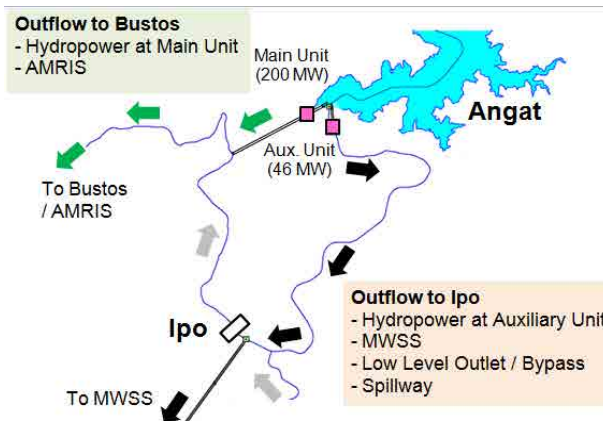 Outflow to Bustos
- Hydropower at Main Unit
- AMRIS
Main Unit
(200 MW)
Angat
Aux. Unit
(46 MW)
To Bustos
/ AMRIS
Outflow to Ipo
- Hydropower at Auxiliary Unit
- MWSS
- Low Level Outlet / Bypass
- Spillway
Ipo
To MWSS